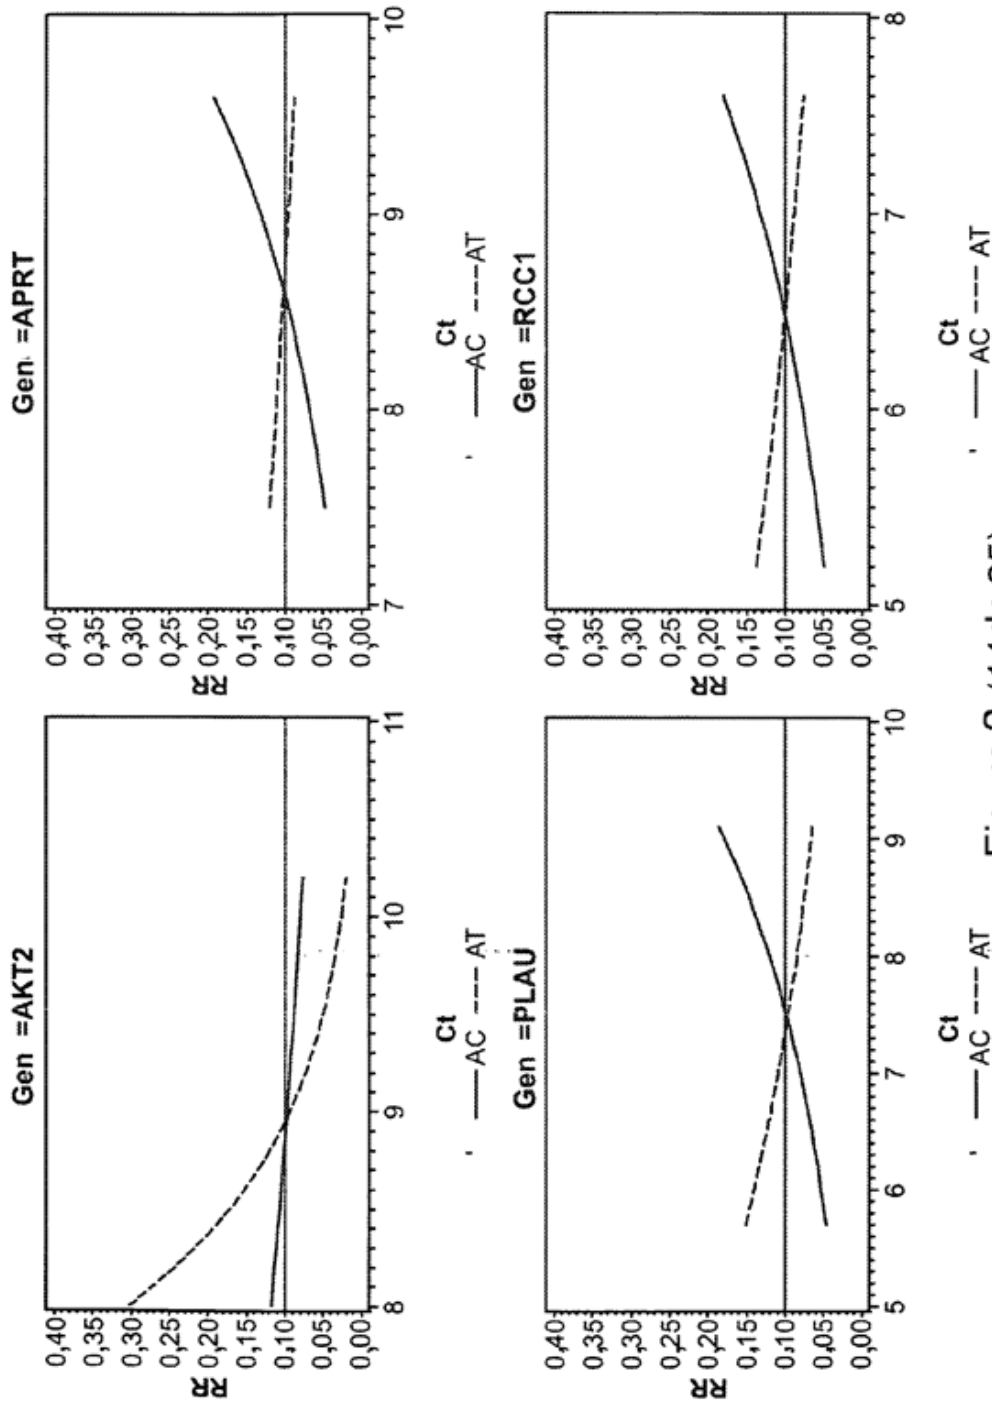 Gen =AKT2
Gen =APRT
RR
0,40
0,35
0,30
0,25
0,20
0,15
0,10
0,05
0,00
8 9 10 11
Ct
AC AT
RR
0,40
0,35
0,30
0,25
0,20
0,15
0,10
0,05
0,00
7 8 9 10
Ct
AC AT
Gen =PLAU
Gen =RCC1
RR
0,40
0,35
0,30
0,25
0,20
0,15
0,10
0,05
0,00
5 6 7 8 9 10
Ct
AC AT
RR
0,40
0,35
0,30
0,25
0,20
0,15
0,10
0,05
0,00
5 6 7 8
Ct
AC AT